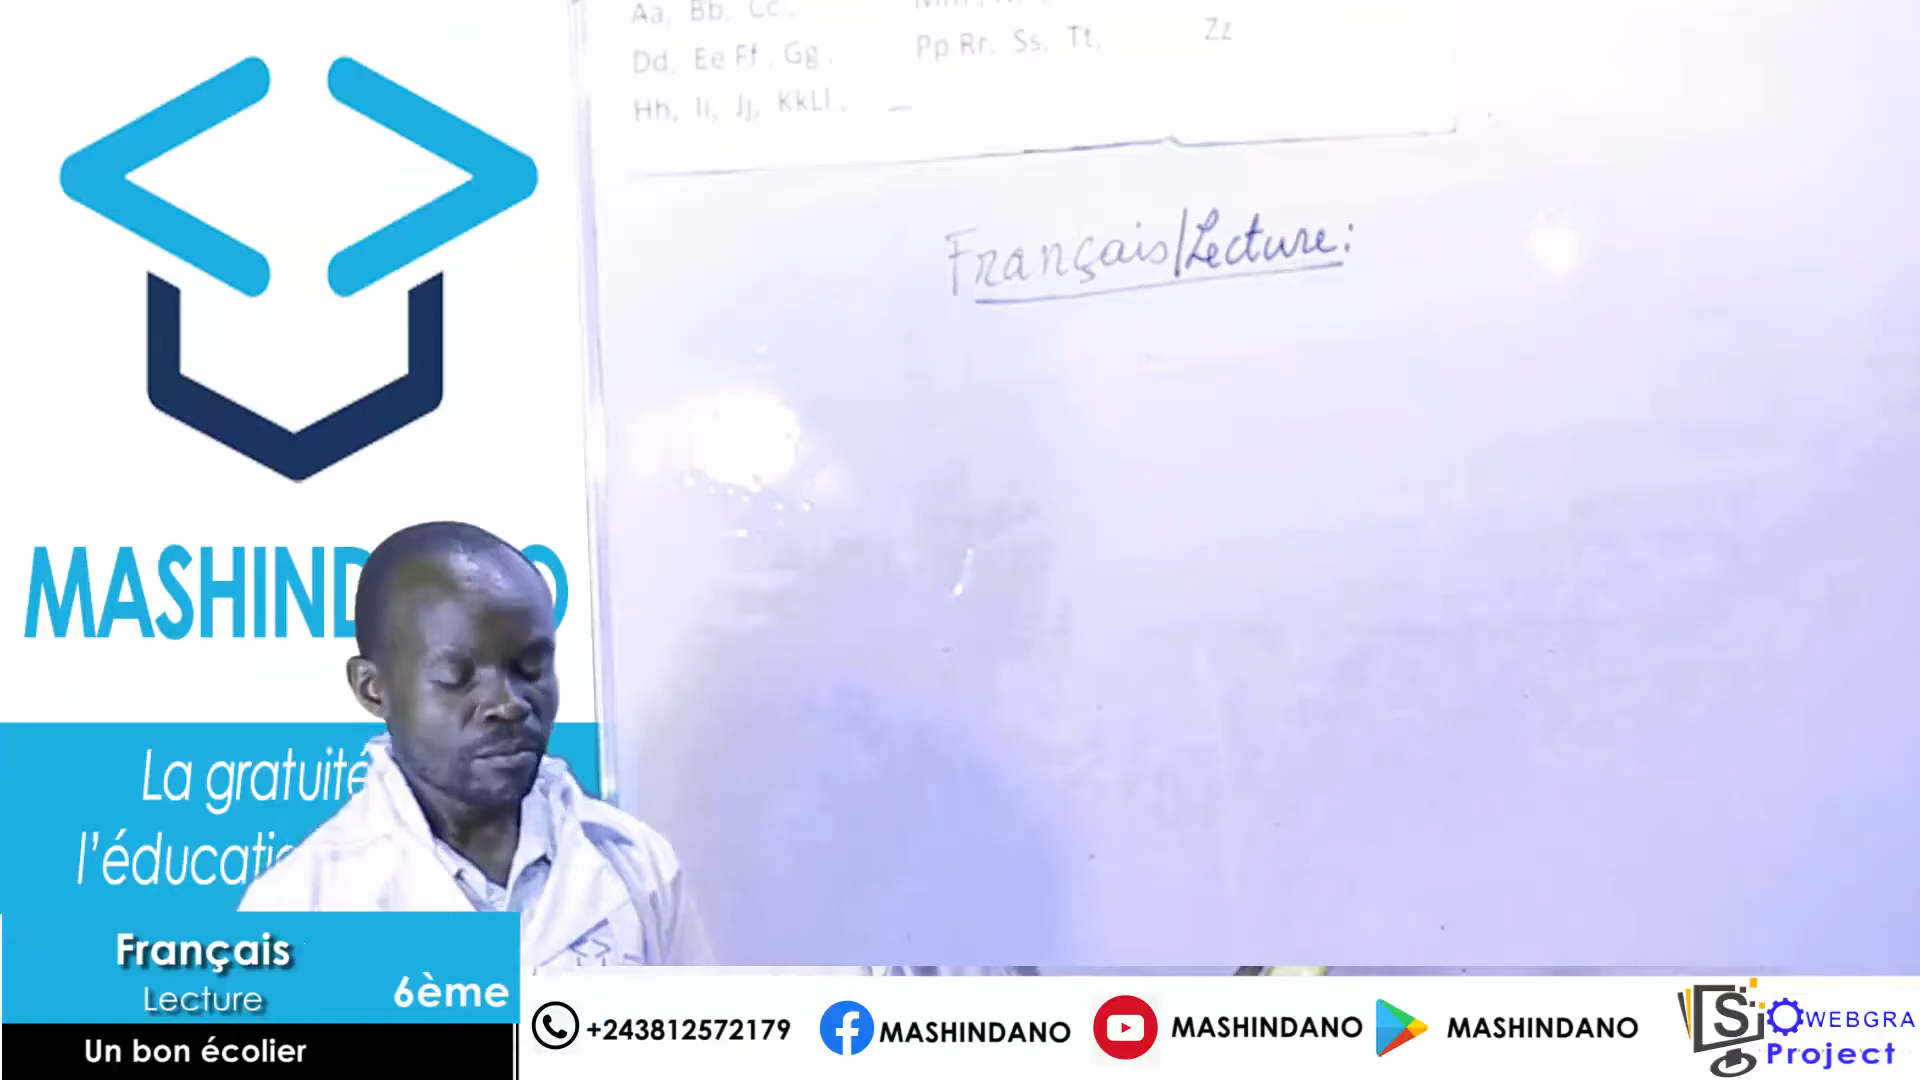 Aa, Bb, Cc,
Dd, Ee Ff, Gg,
Hh, Ii, Jj, KkLl,
Pp Rr, Ss, Tt,
Zz
Français/Lecture:
MASHINDANO
La gratuité
l'éducati
Français
Lecture
6ème
Un bon écolier
+243812572179
MASHINDANO
MASHINDANO
MASHINDANO
WEBGRA
Project